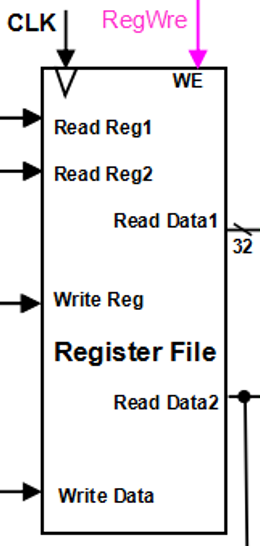 CLK
RegWre
WE
Read Reg1
Read Reg2
Read Data1
32
Write Reg
Register File
Read Data2
Write Data